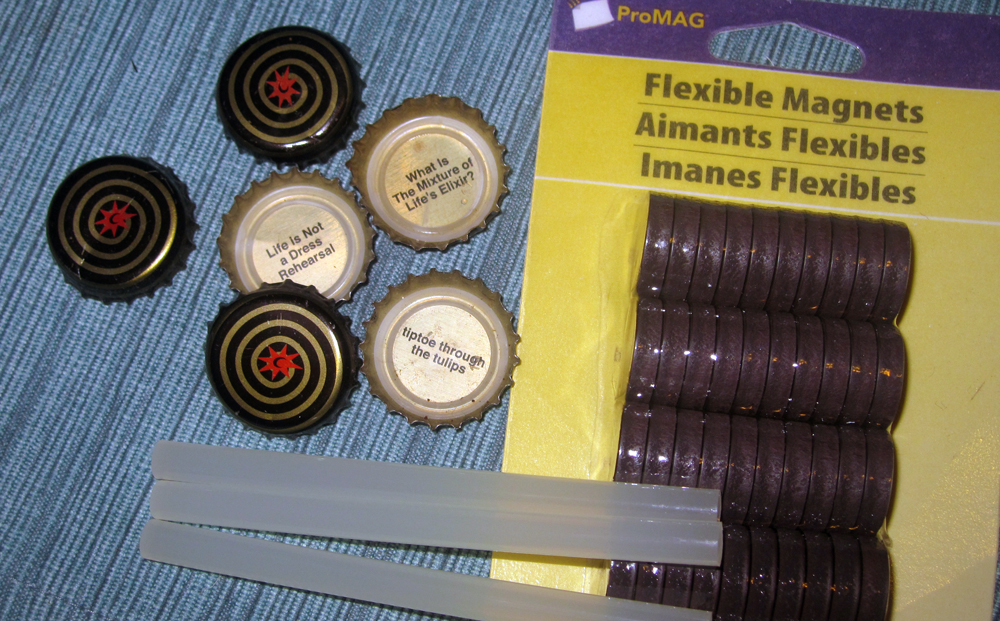 ProMAG
Flexible Magnets
Aimants Flexibles
Imanes Flexibles
What Is
The Mixture of
Life's Elixir?
Life is Not
a Dress
Rehearsal
tiptoe through
the tulips